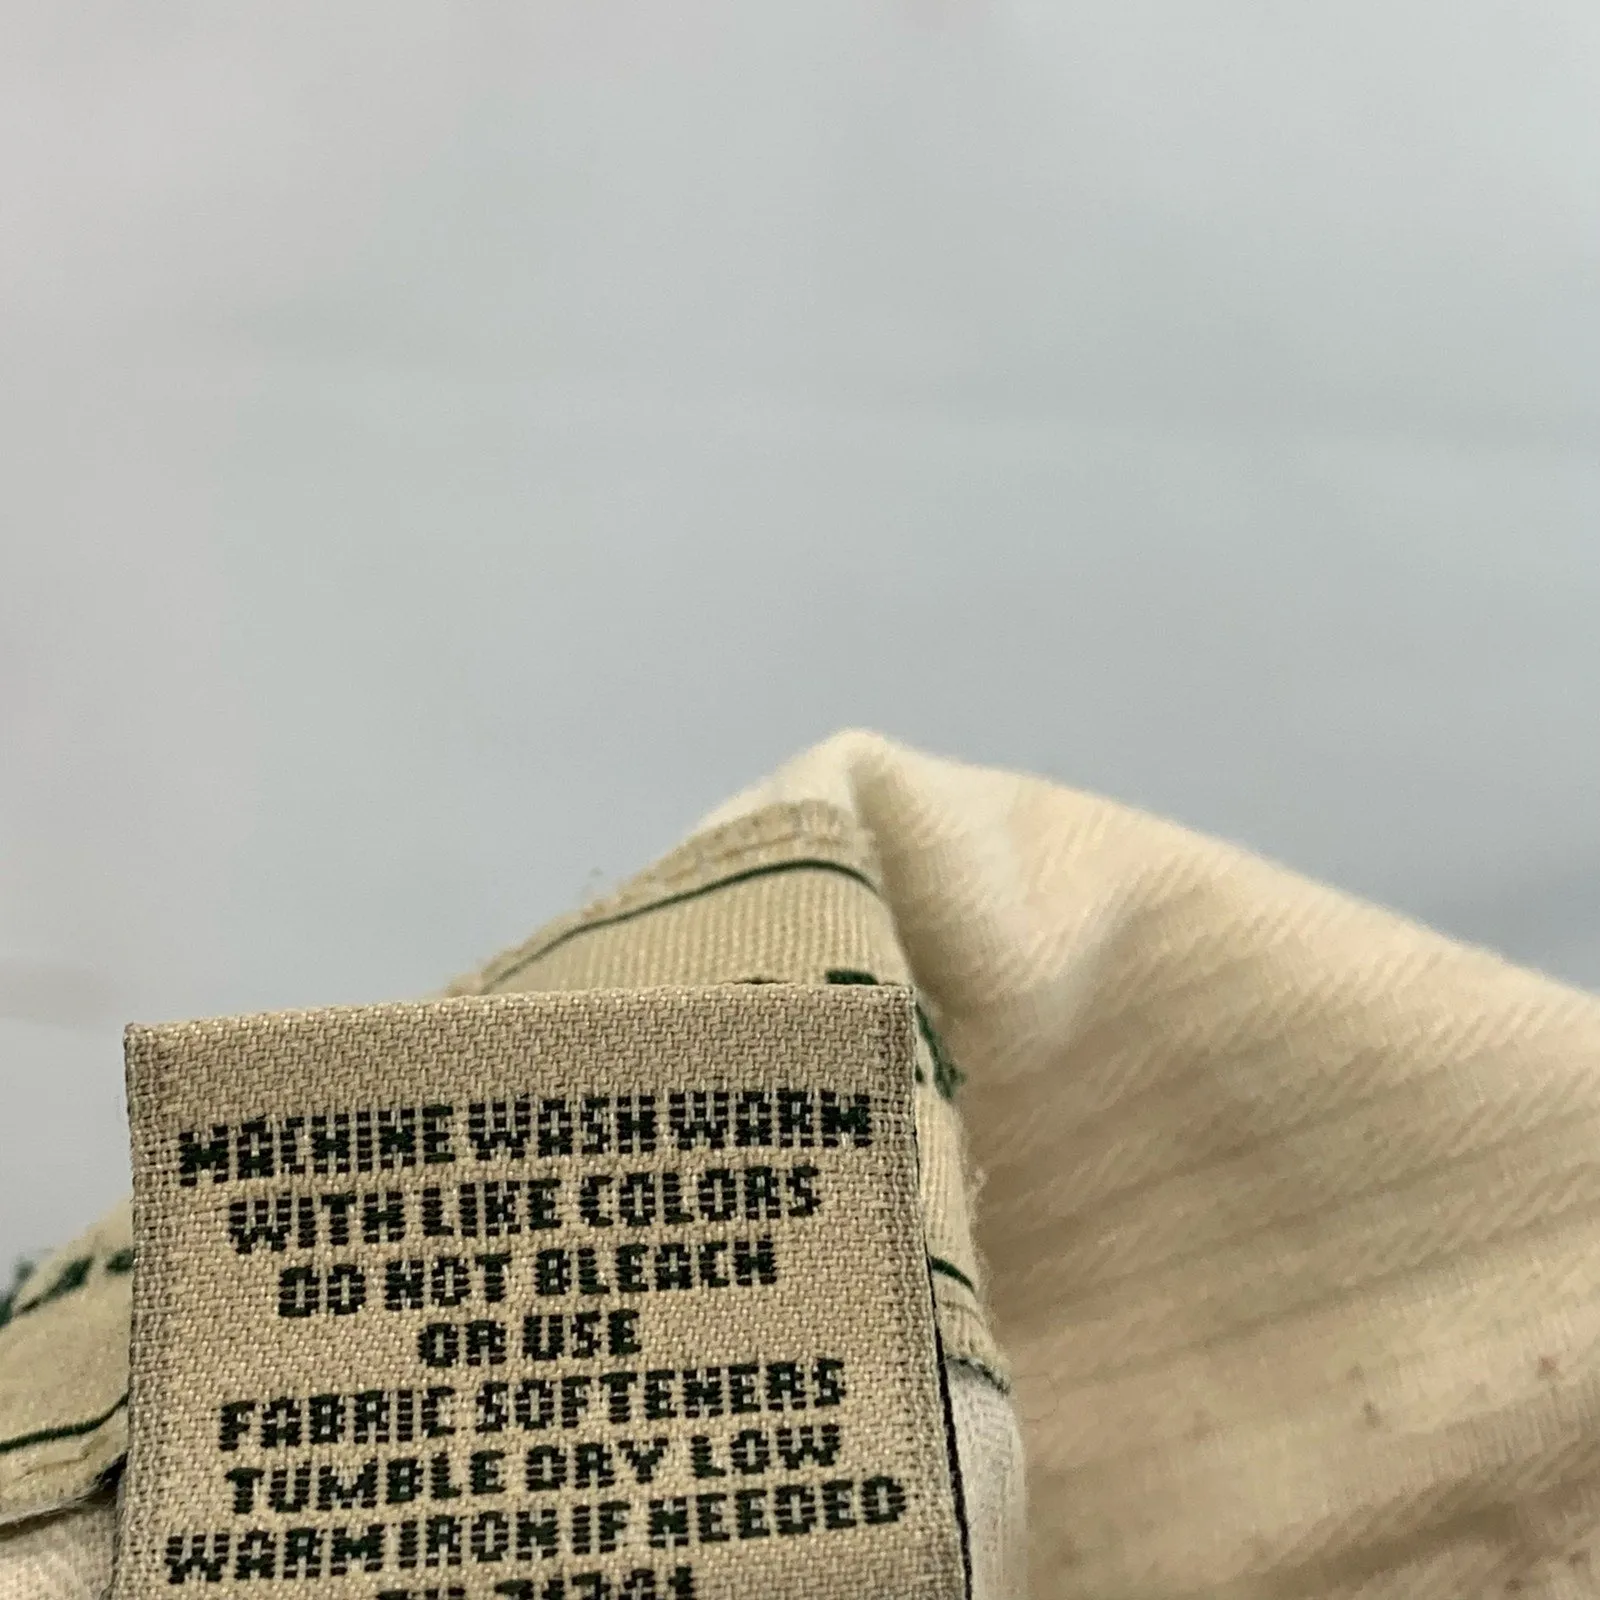 MACHINE WASH WARM
WITH LIKE COLORS
DO NOT BLEACH
OR USE
FABRIC SOFTENERS
TUMBLE DRY LOW
WARM IRON IF NEEDED